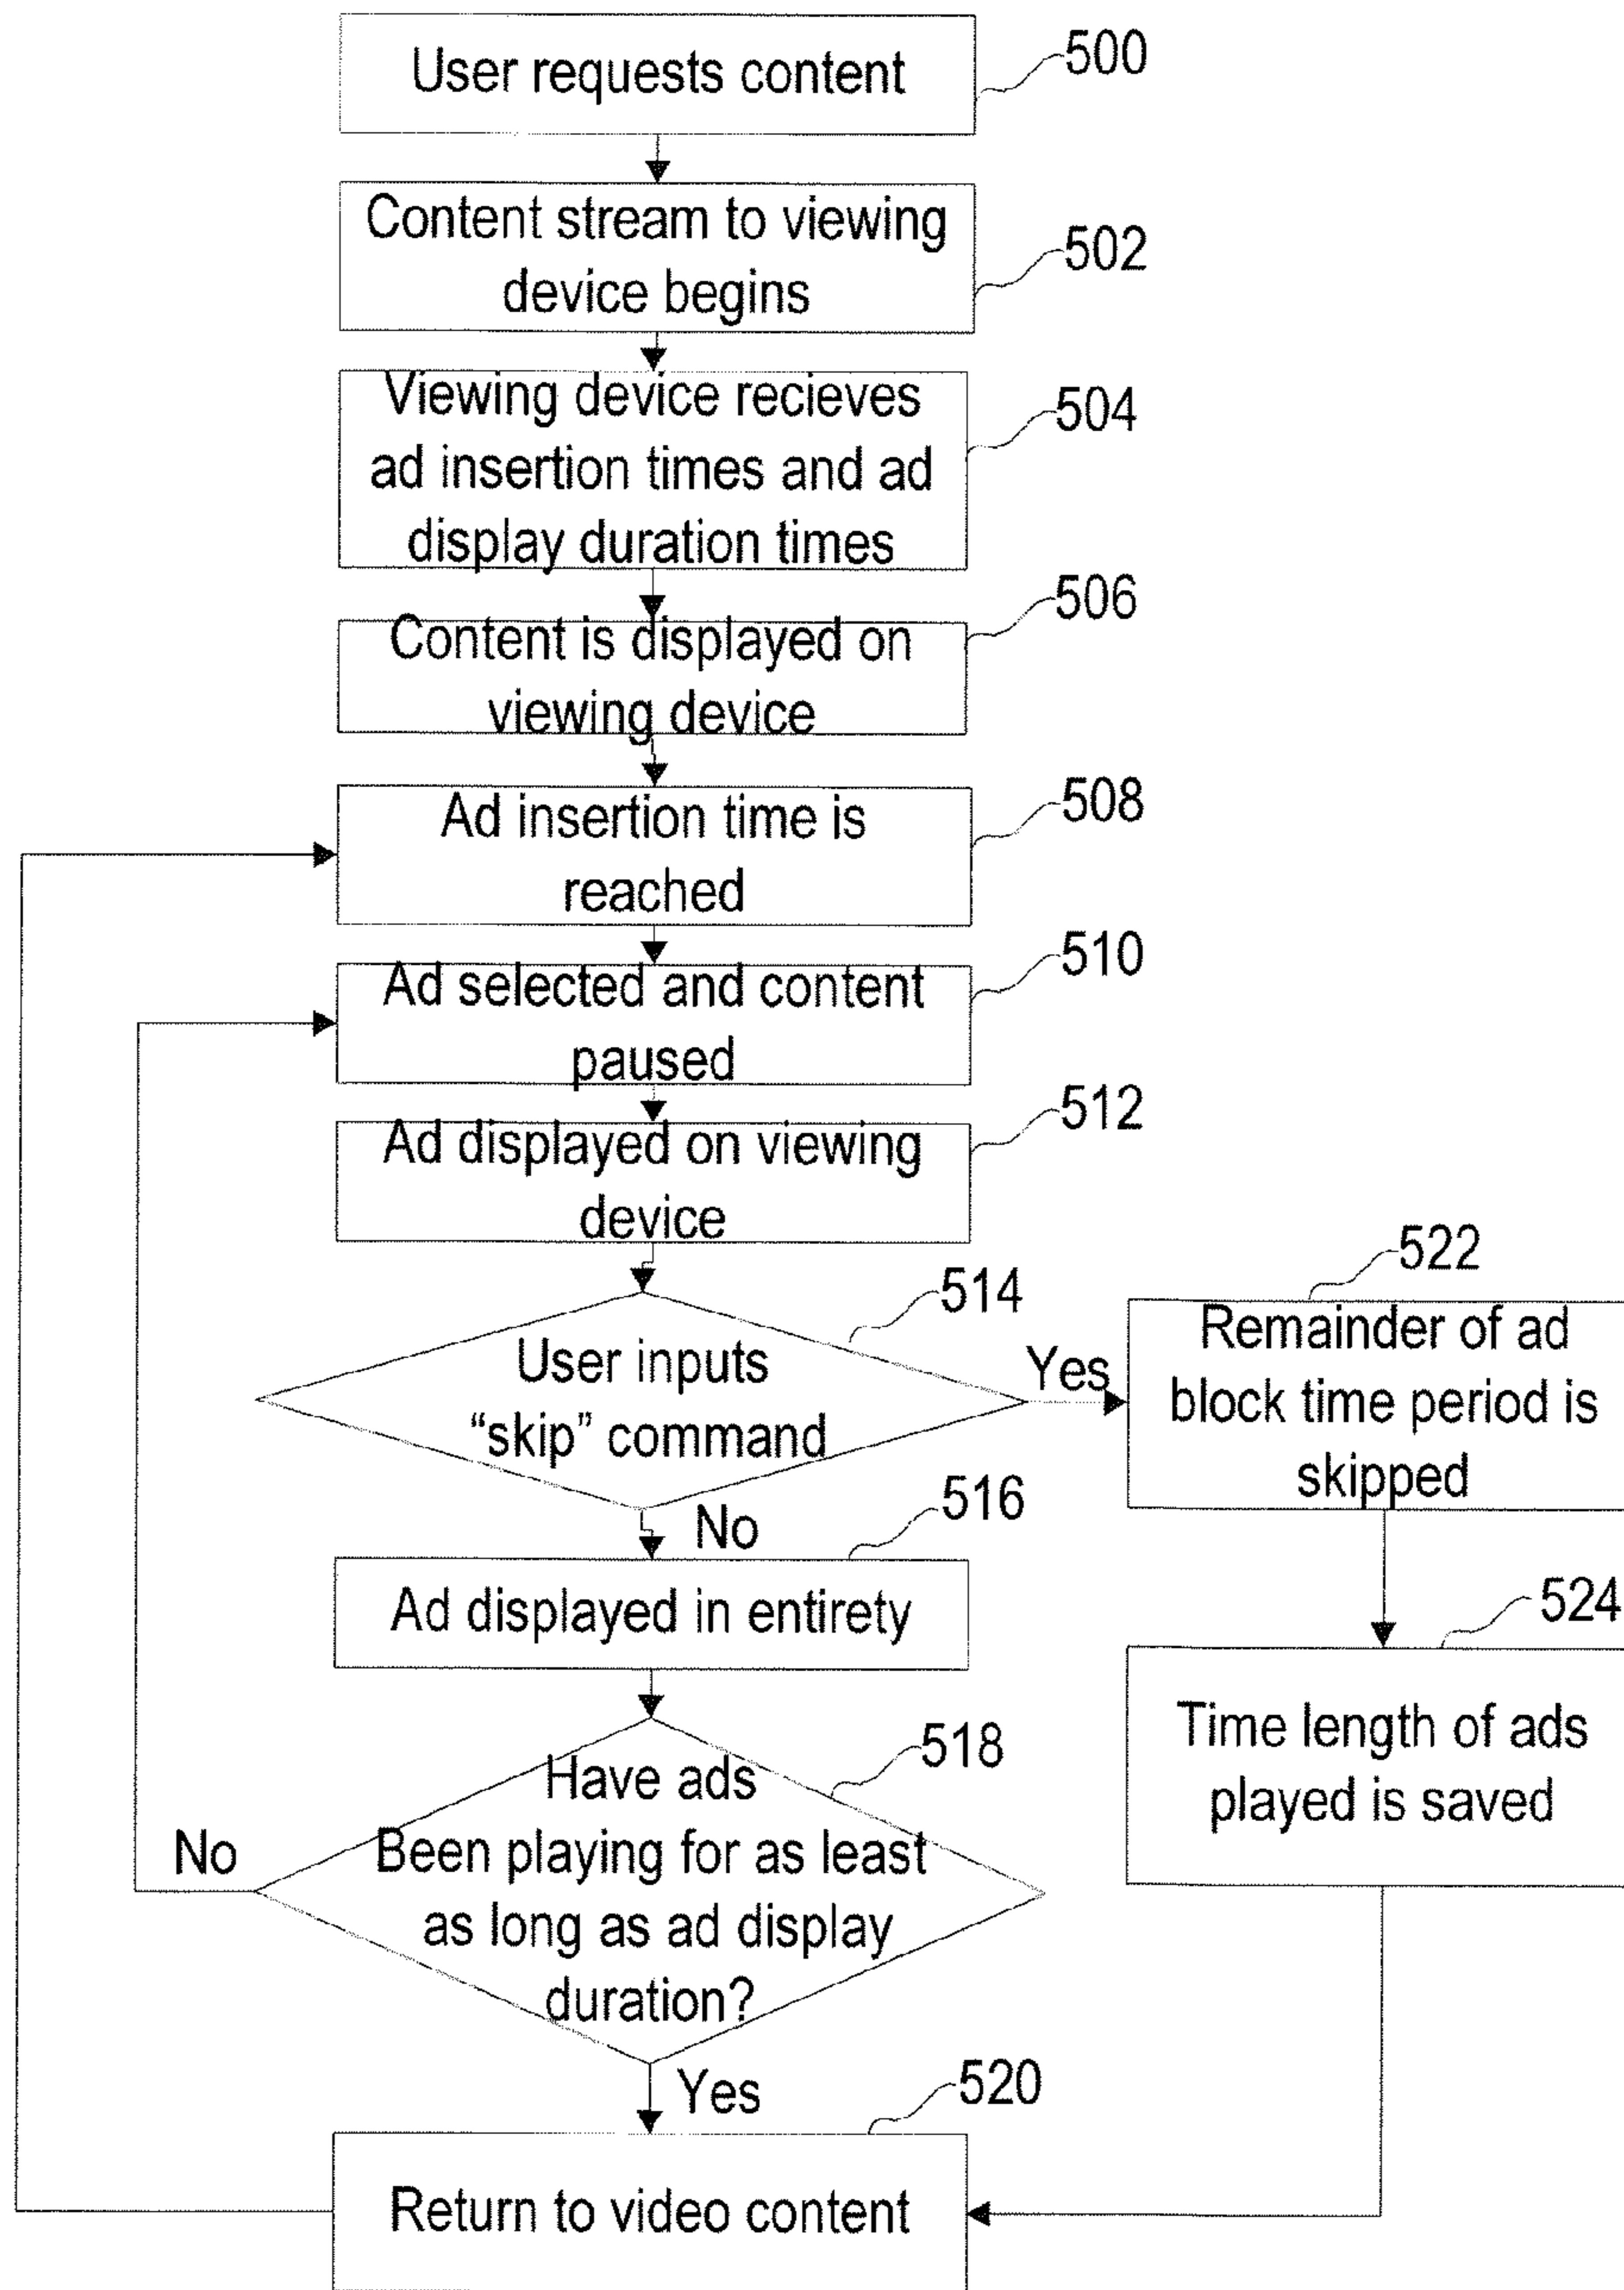 User requests content
500
Content stream to viewing
device begins
502
Viewing device recieves
ad insertion times and ad
display duration times
504
Content is displayed on
viewing device
506
Ad insertion time is
reached
508
Ad selected and content
paused
510
Ad displayed on viewing
device
512
User inputs
“skip” command
514
Yes
No
Remainder of ad
block time period is
skipped
522
Ad displayed in entirety
516
Time length of ads
played is saved
524
Have ads
Been playing for as least
as long as ad display
duration?
518
No
Yes
Return to video content
520